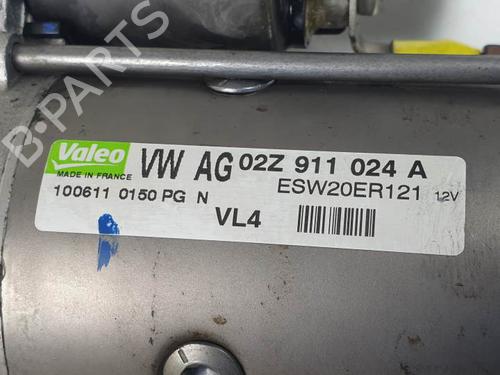 Valeo
MADE IN FRANCE
VW AG 02Z 911 024 A
100611 0150 PG N
ESW20ER121 12V
VL4
B-PARTS